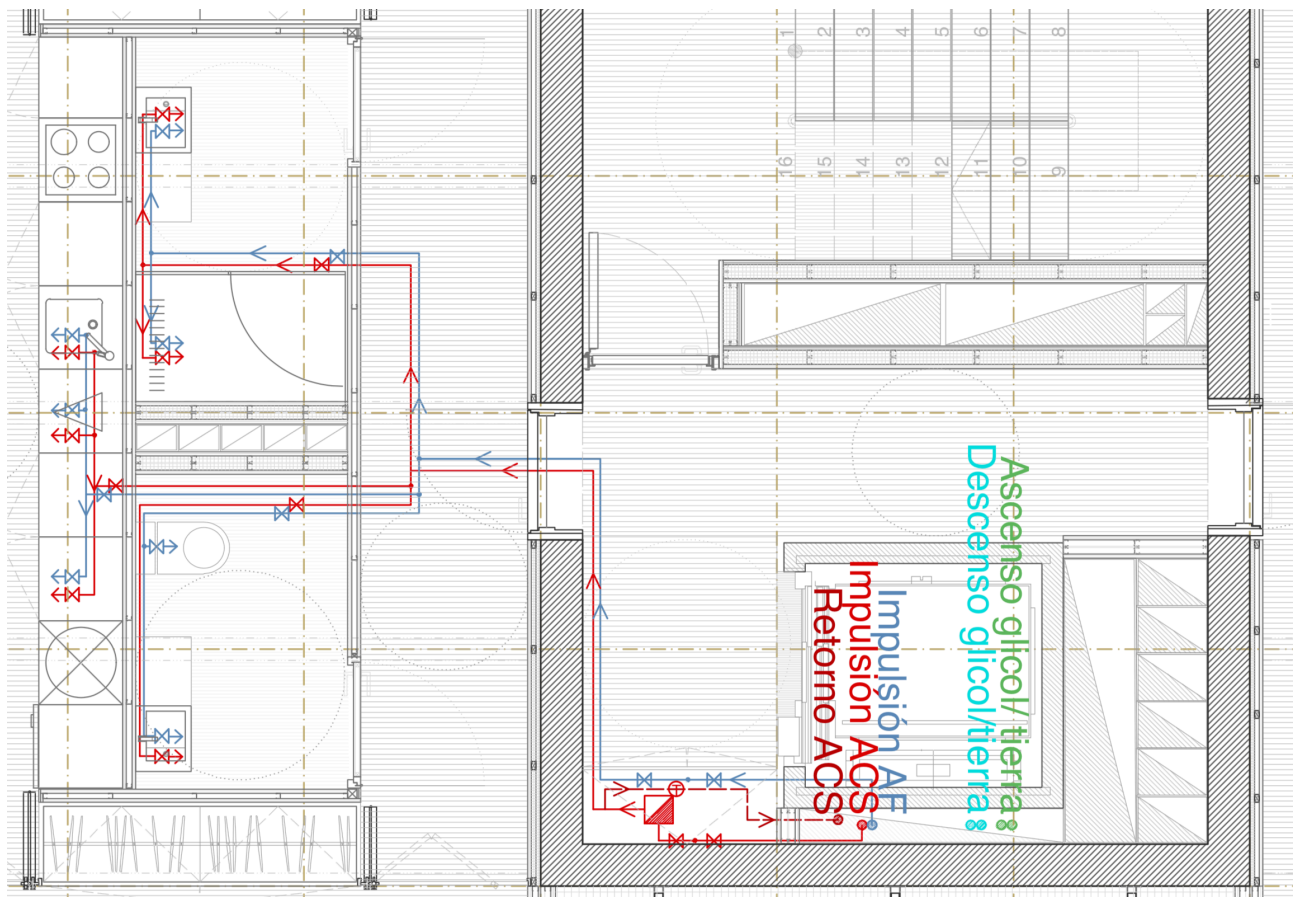 1 2 3 4 5 6 7 8
16 15 14 13 12 11 10 9
Ascenso glicol/tierra
Descenso glicol/tierra
Impulsión AF
Impulsión ACS
Retorno ACS
T